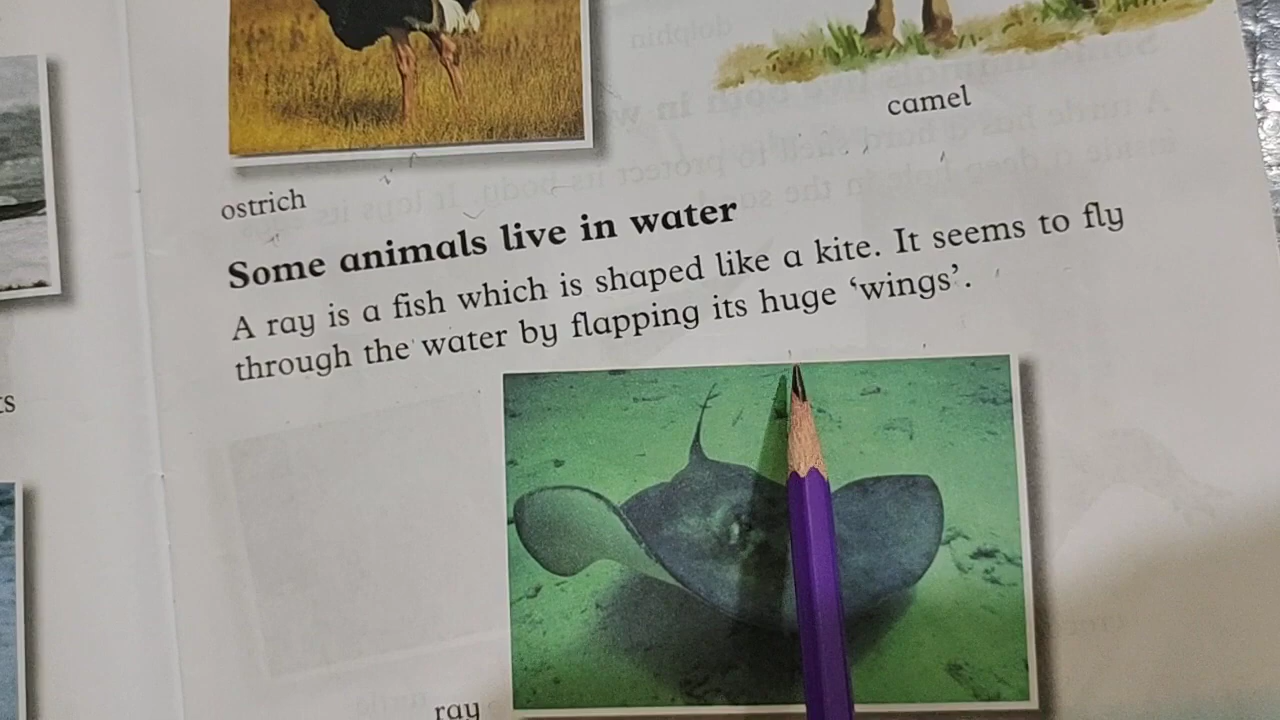 camel
ostrich
Some animals live in water
A ray is a fish which is shaped like a kite. It seems to fly
through the water by flapping its huge ‘wings’.
ts
ray